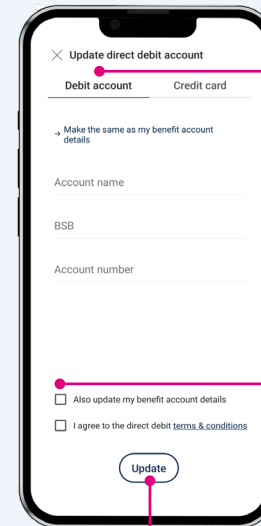 Update direct debit account
Debit account
Credit card
→ Make the same as my benefit account
details
Account name
BSB
Account number
Also update my benefit account details
I agree to the direct debit terms & conditions
Update